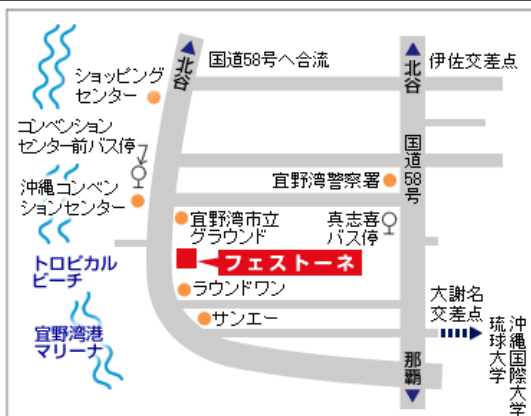 国道58号へ合流
伊佐交差点
北谷
北谷
ショッピング
センター
コンベンション
センター前バス停
国道58号
宜野湾警察署
沖縄コンベン
ションセンター
宜野湾市立
グラウンド
真志喜
バス停
フェストーネ
トロピカル
ビーチ
ラウンドワン
大謝名
交差点
サンエー
宜野湾港
マリーナ
沖縄国際大学
琉球大学
那覇